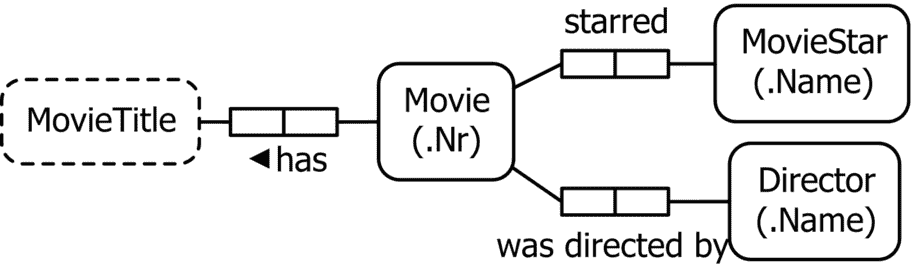 starred
MovieStar
(.Name)
MovieTitle
Movie
(.Nr)
◄has
Director
(.Name)
was directed by